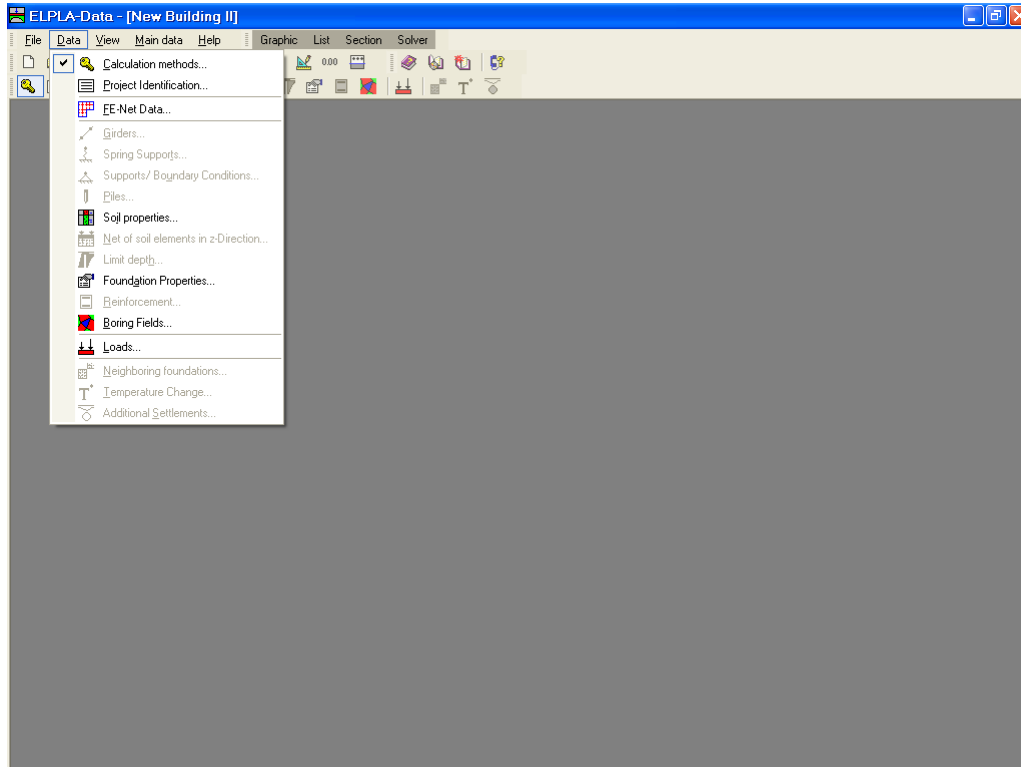 ELPLA-Data - [New Building II]
File Data View Main data Help Graphic List Section Solver
0.00
Calculation methods...
Project Identification...
FE-Net Data...
Girders...
Spring Supports...
Supports/ Boundary Conditions...
Piles...
Soil properties...
Net of soil elements in z-Direction...
Limit depth...
Foundation Properties...
Reinforcement...
Boring Fields...
Loads...
Neighboring foundations...
Temperature Change...
Additional Settlements...